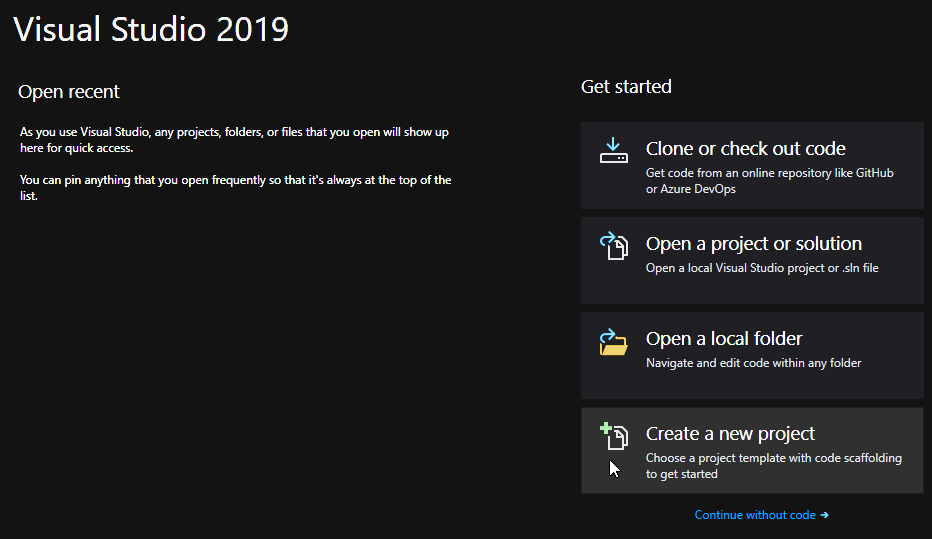 Visual Studio 2019
Open recent
As you use Visual Studio, any projects, folders, or files that you open will show up
here for quick access.
You can pin anything that you open frequently so that it's always at the top of the
list.
Get started
Clone or check out code
Get code from an online repository like GitHub
or Azure DevOps
Open a project or solution
Open a local Visual Studio project or .sln file
Open a local folder
Navigate and edit code within any folder
Create a new project
Choose a project template with code scaffolding
to get started
Continue without code →